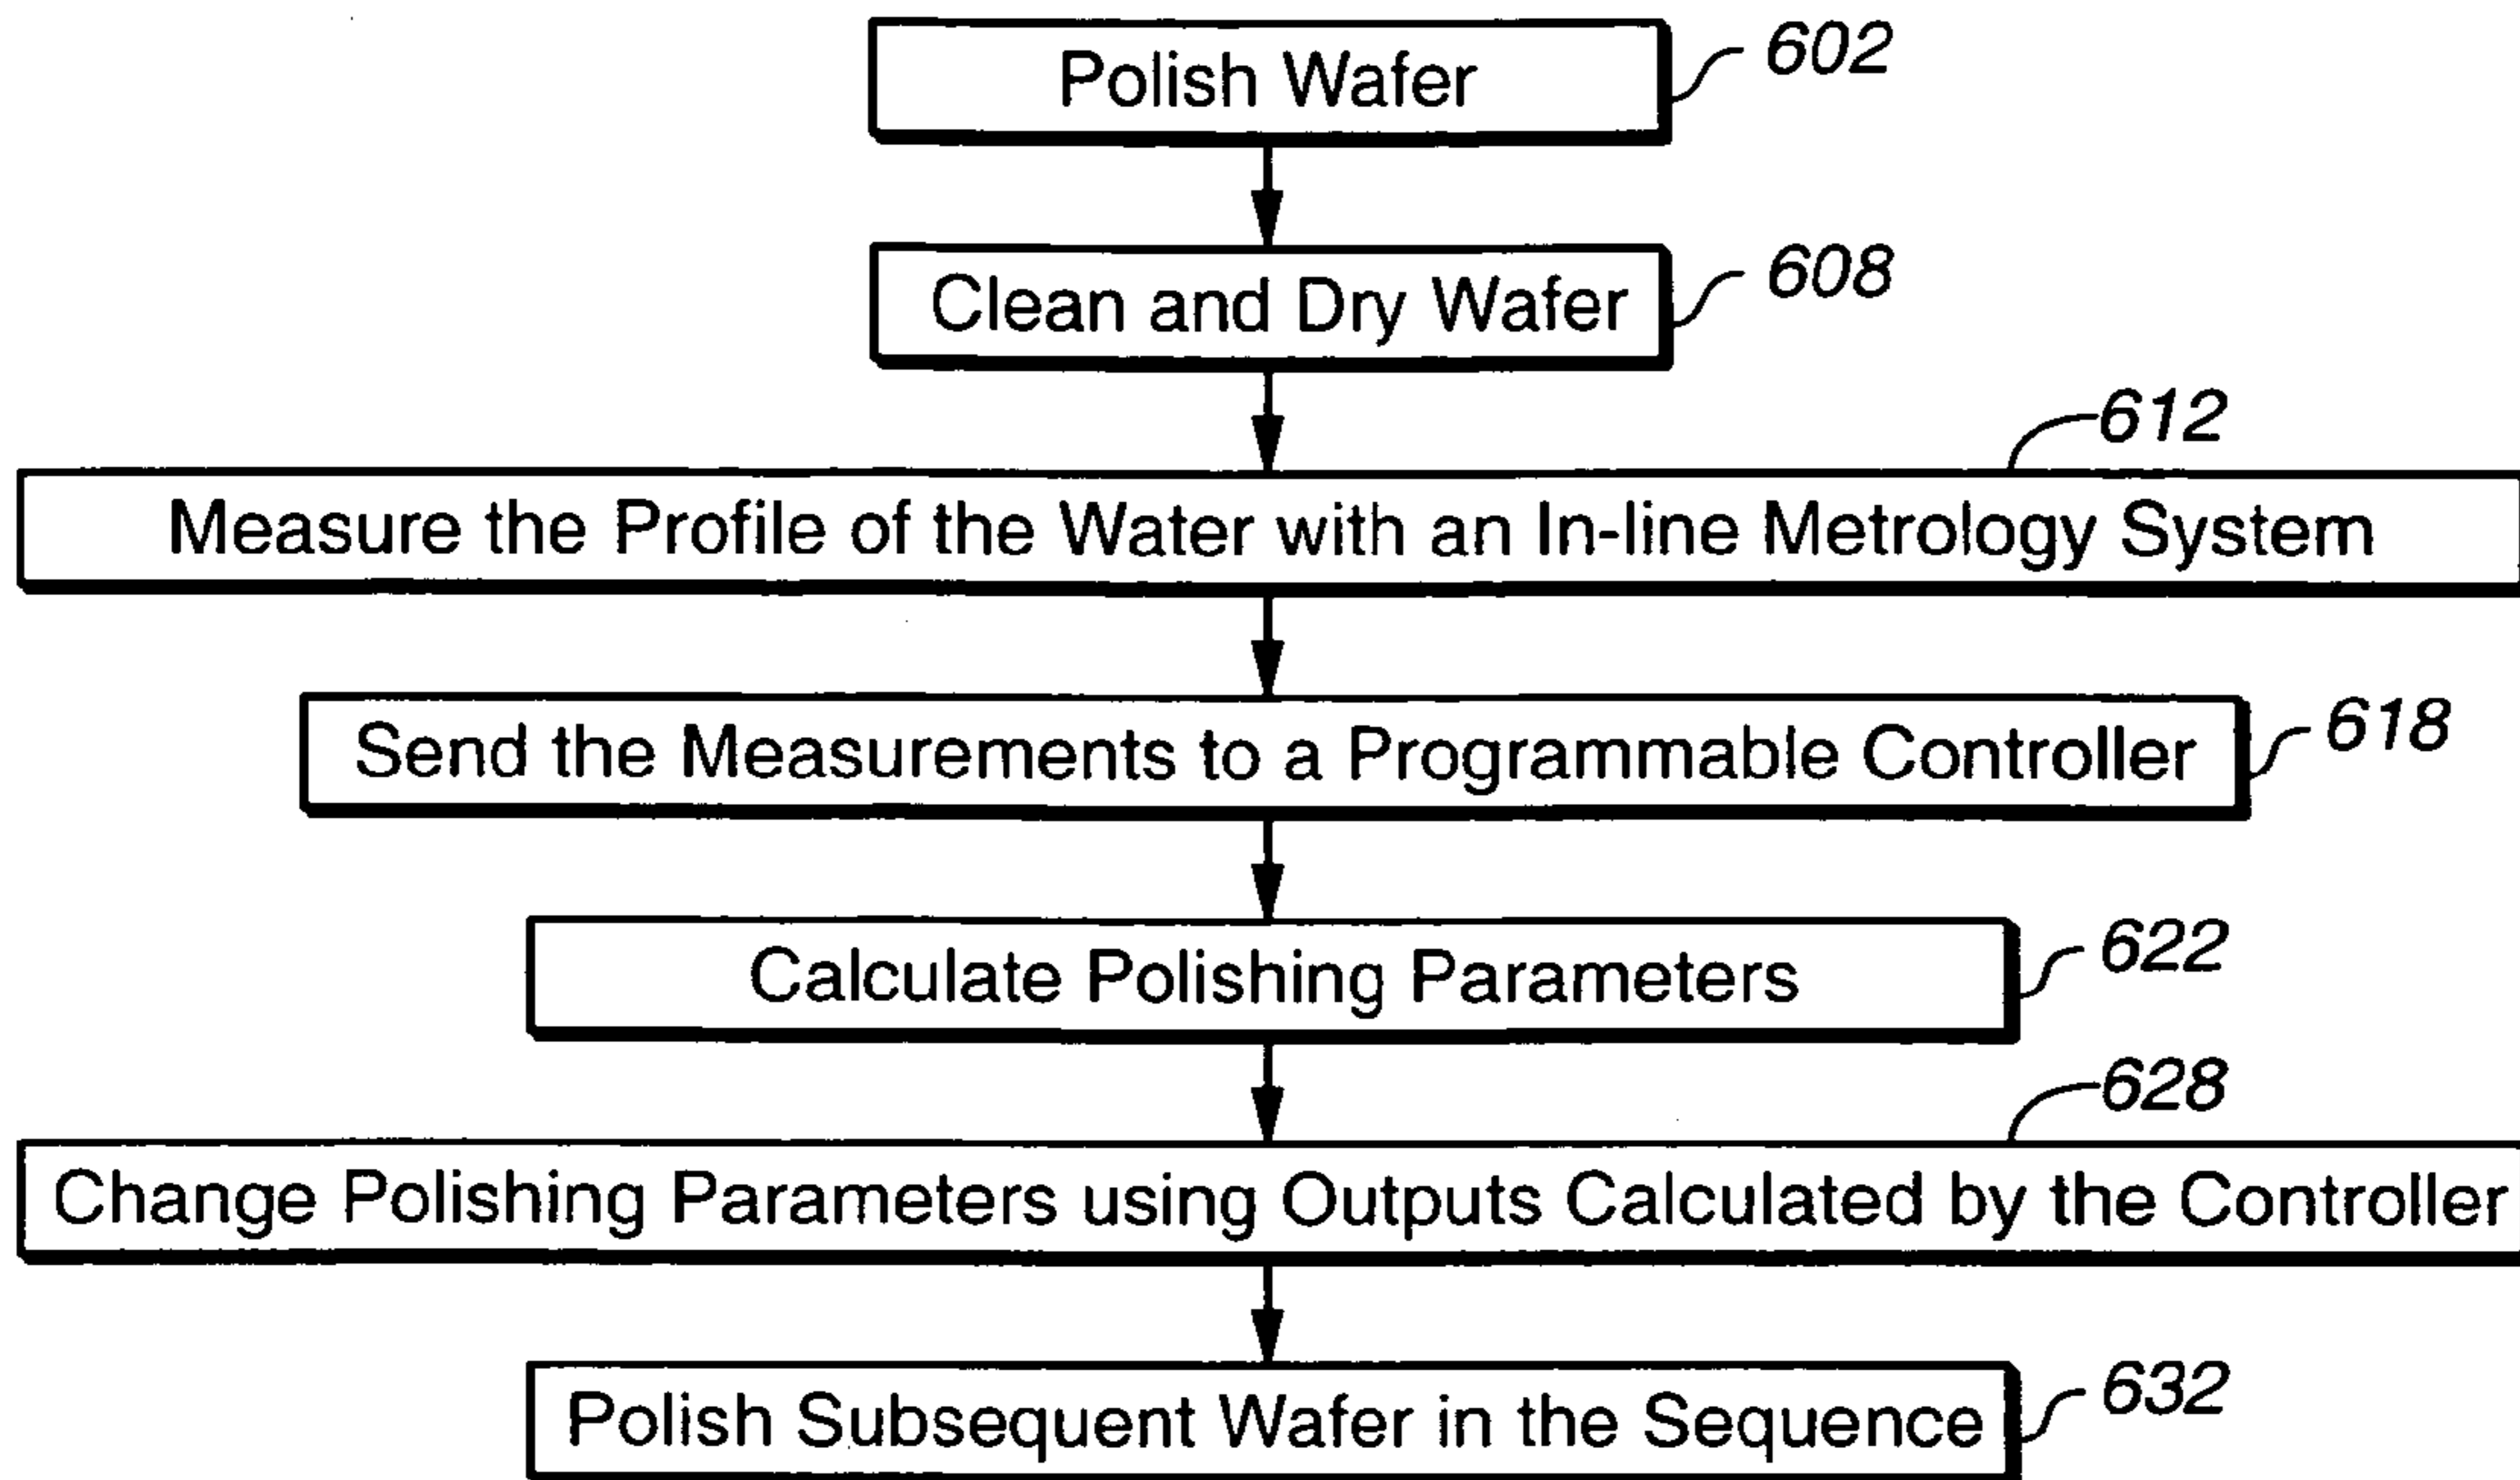 Polish Wafer
602
Clean and Dry Wafer
608
612
Measure the Profile of the Water with an In-line Metrology System
Send the Measurements to a Programmable Controller
618
Calculate Polishing Parameters
622
628
Change Polishing Parameters using Outputs Calculated by the Controller
Polish Subsequent Wafer in the Sequence
632